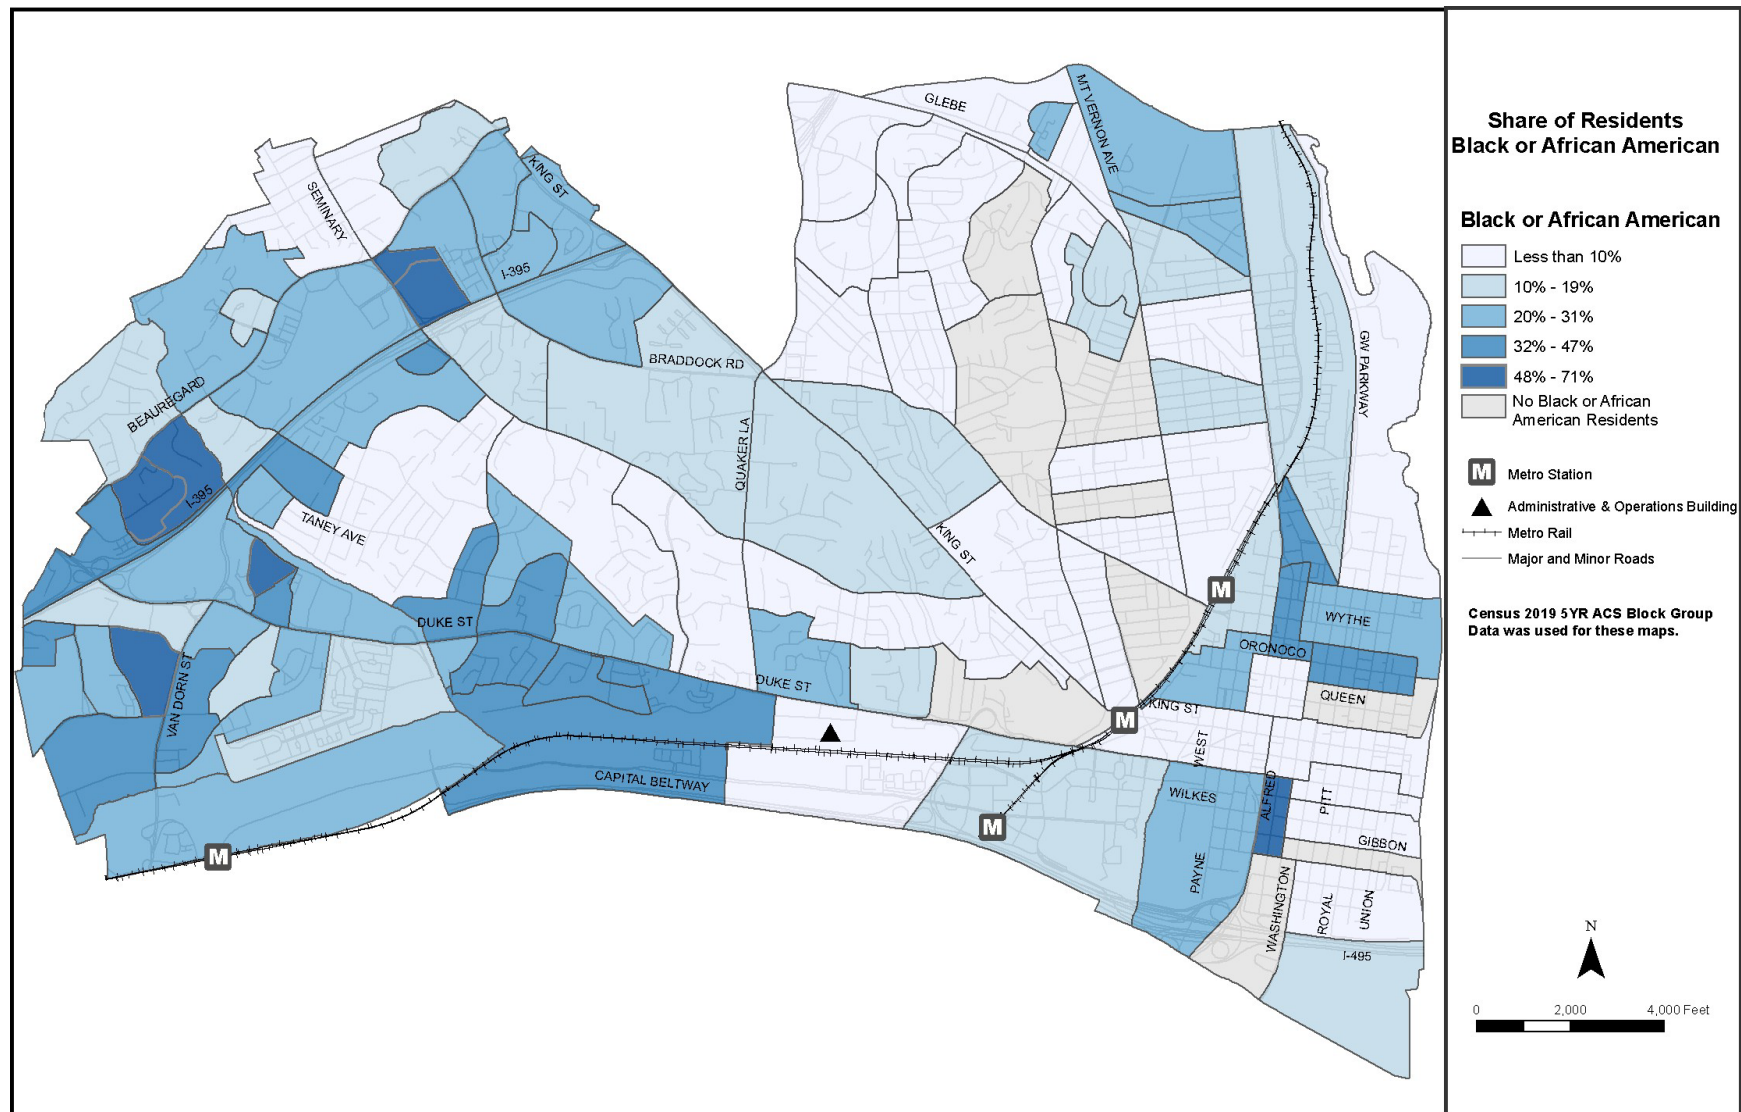 Share of Residents
Black or African American
Black or African American
Less than 10%
10% - 19%
20% - 31%
32% - 47%
48% - 71%
No Black or African
American Residents
M Metro Station
Administrative & Operations Building
Metro Rail
Major and Minor Roads
Census 2019 5YR ACS Block Group
Data was used for these maps.
N
0 2,000 4,000 Feet
GLEBE
MT VERNON AVE
KING ST
SEMINARY
I-395
BRADDOCK RD
GW PARKWAY
BEAUREGARD
QUAKER LA
I-395
TANEY AVE
KING ST
M
DUKE ST
WYTHE
ORONOCO
VAN DORN ST
DUKE ST
QUEEN
KING ST
M
WEST
CAPITAL BELTWAY
WILKES
ALFRED
PITT
M
GIBBON
M
PAYNE
WASHINGTON
ROYAL
UNION
I-495